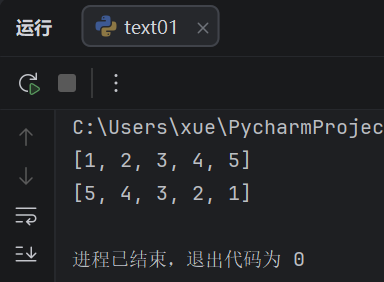 运行
text01
C:\Users\xue\PycharmProjec
[1, 2, 3, 4, 5]
[5, 4, 3, 2, 1]
进程已结束，退出代码为 0